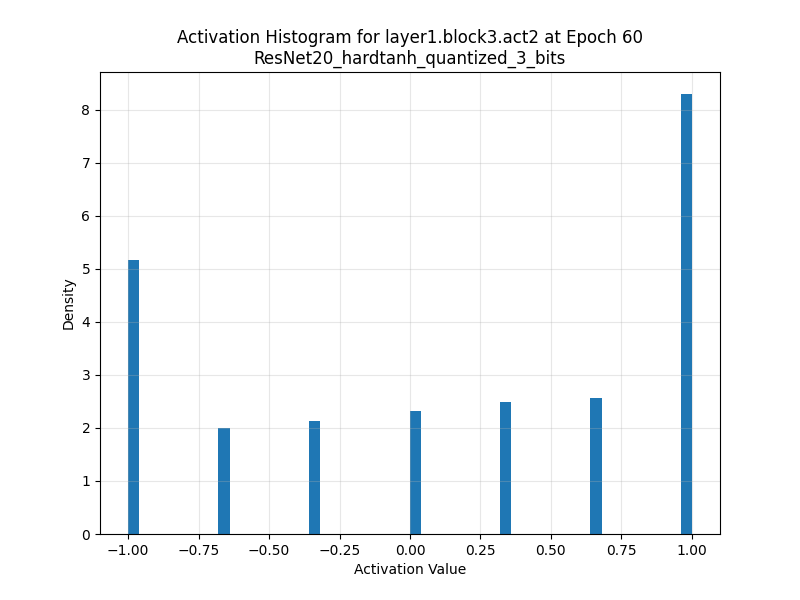 Activation Histogram for layer1.block3.act2 at Epoch 60
ResNet20_hardtanh_quantized_3_bits
Density
8
7
6
5
4
3
2
1
0
−1.00 −0.75 −0.50 −0.25 0.00 0.25 0.50 0.75 1.00
Activation Value